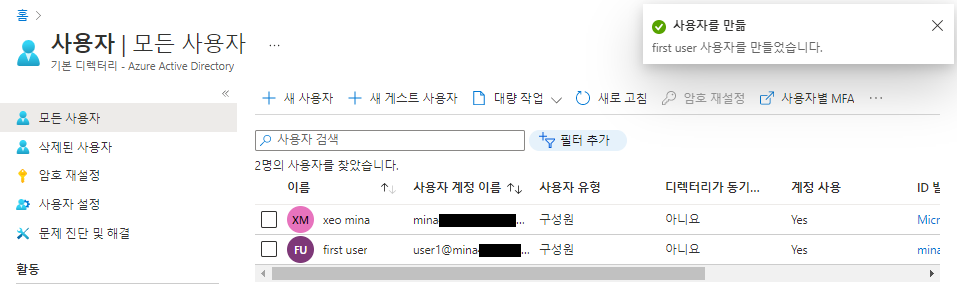 홈 >
사용자 | 모든 사용자 ...
기본 디렉터리 - Azure Active Directory
사용자를 만듦
first user 사용자를 만들었습니다.
«
모든 사용자
삭제된 사용자
암호 재설정
사용자 설정
문제 진단 및 해결
활동
+ 새 사용자 + 새 게스트 사용자 대량 작업 새로 고침 암호 재설정 사용자별 MFA ...
사용자 검색 필터 추가
2명의 사용자를 찾았습니다.
이름 ↑↓ 사용자 계정 이름 ↑↓ 사용자 유형 디렉터리가 동기... 계정 사용 ID 발
XM xeo mina mina ... 구성원 아니요 Yes Micr
FU first user user1@mina ... 구성원 아니요 Yes mina